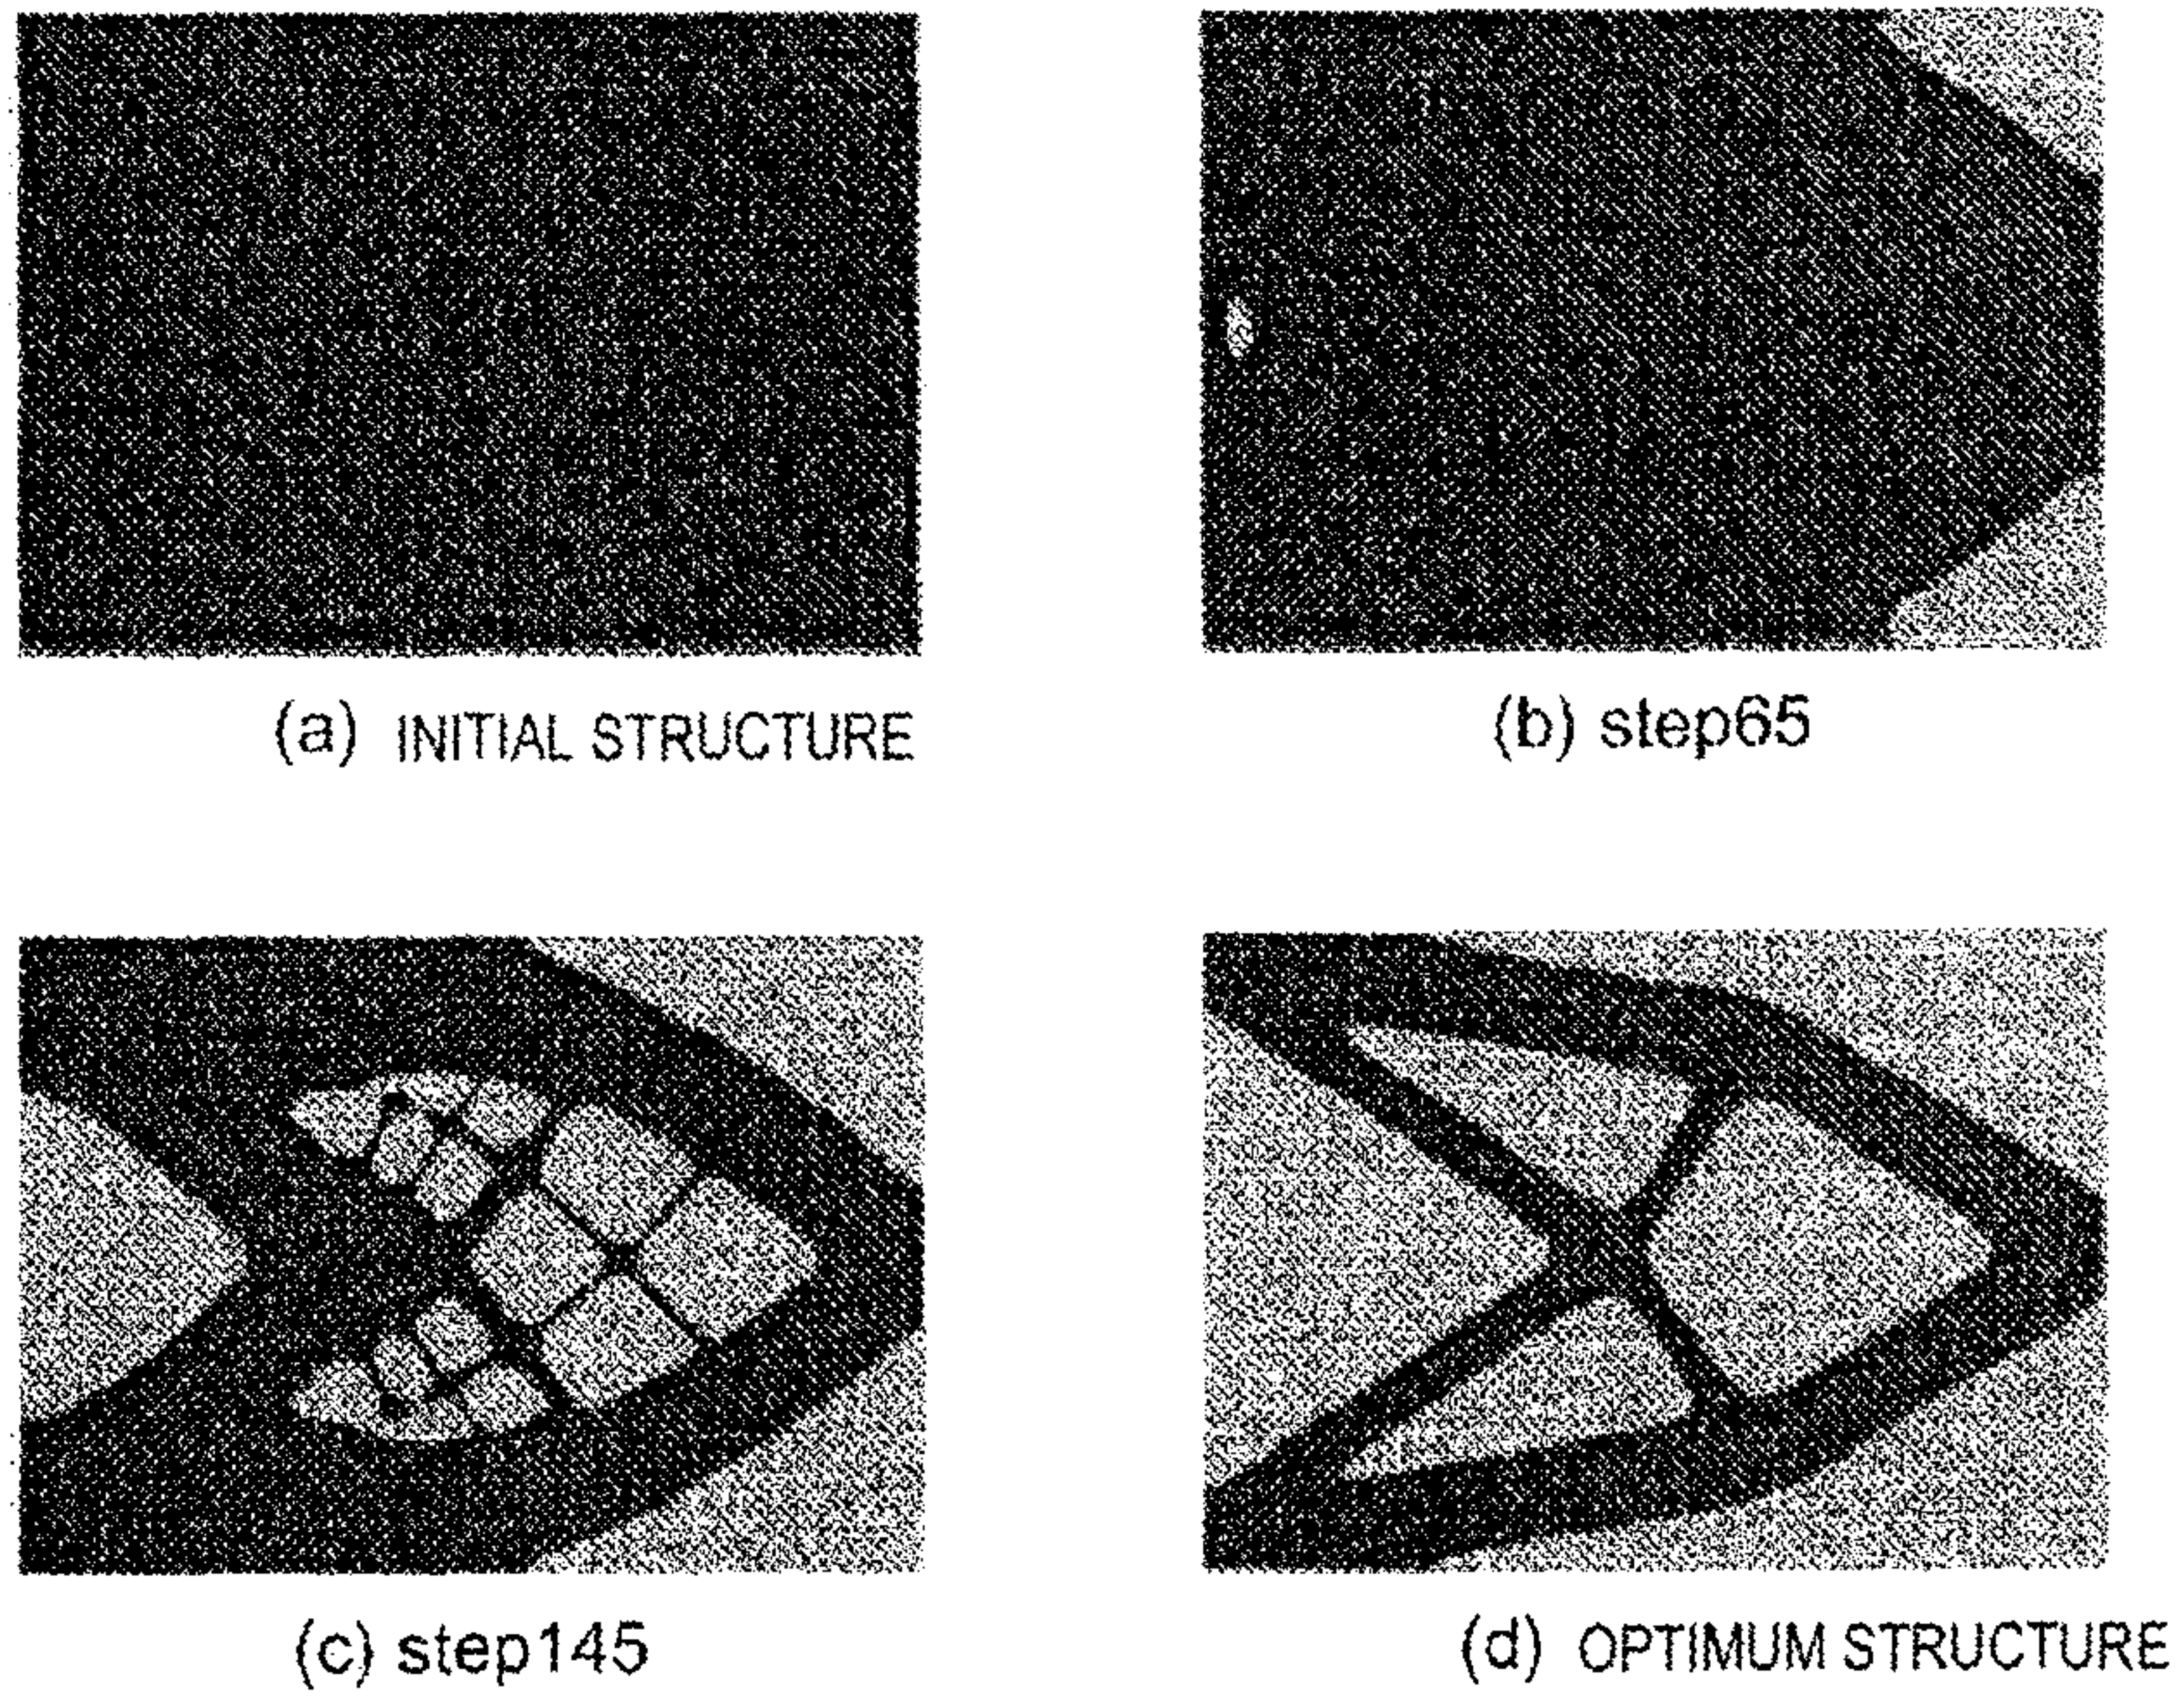 (a) INITIAL STRUCTURE
(b) step65
(c) step145
(d) OPTIMUM STRUCTURE